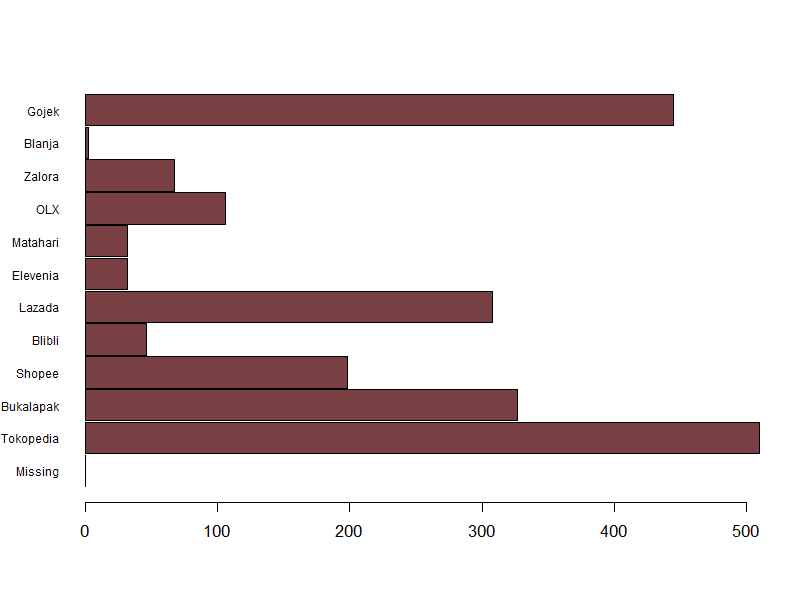 Gojek
Blanja
Zalora
OLX
Matahari
Elevenia
Lazada
Blibli
Shopee
Bukalapak
Tokopedia
Missing
0 100 200 300 400 500